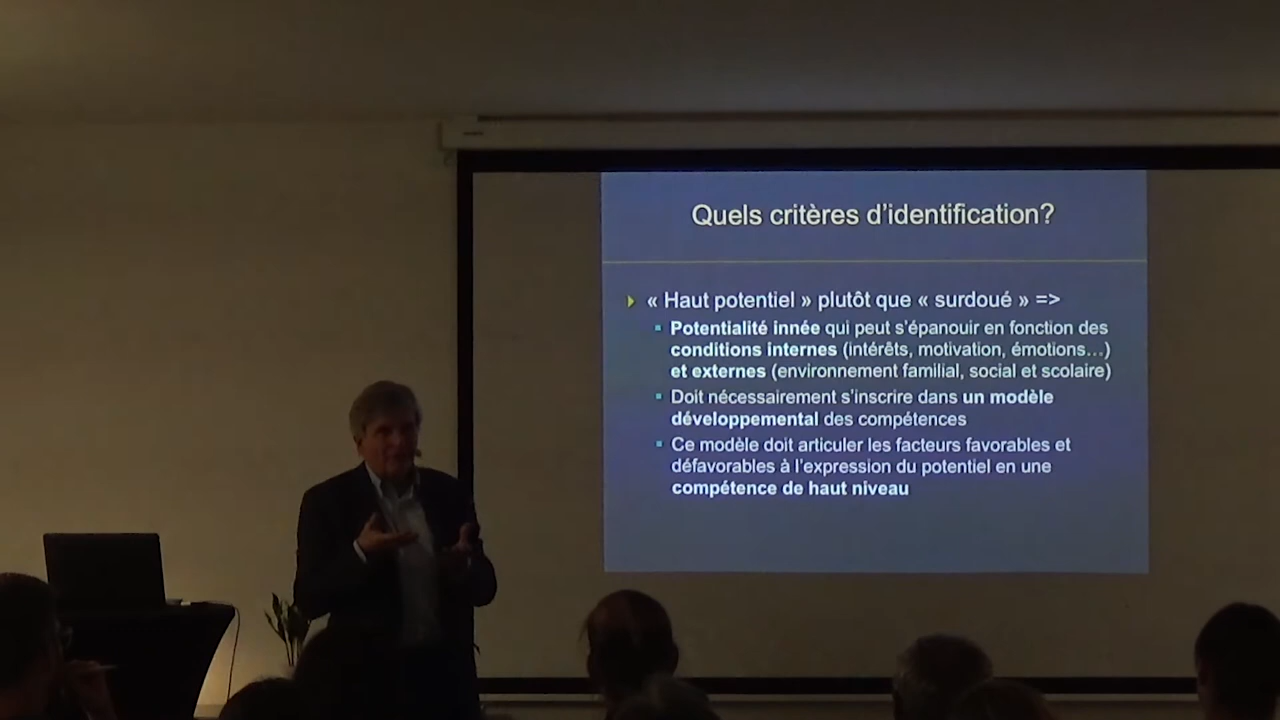 Quels critères d'identification?
« Haut potentiel » plutôt que « surdoué » =>
Potentialité innée qui peut s'épanouir en fonction des
conditions internes (intérêts, motivation, émotions...)
et externes (environnement familial, social et scolaire)
Doit nécessairement s'inscrire dans un modèle
développemental des compétences
Ce modèle doit articuler les facteurs favorables et
défavorables à l'expression du potentiel en une
compétence de haut niveau